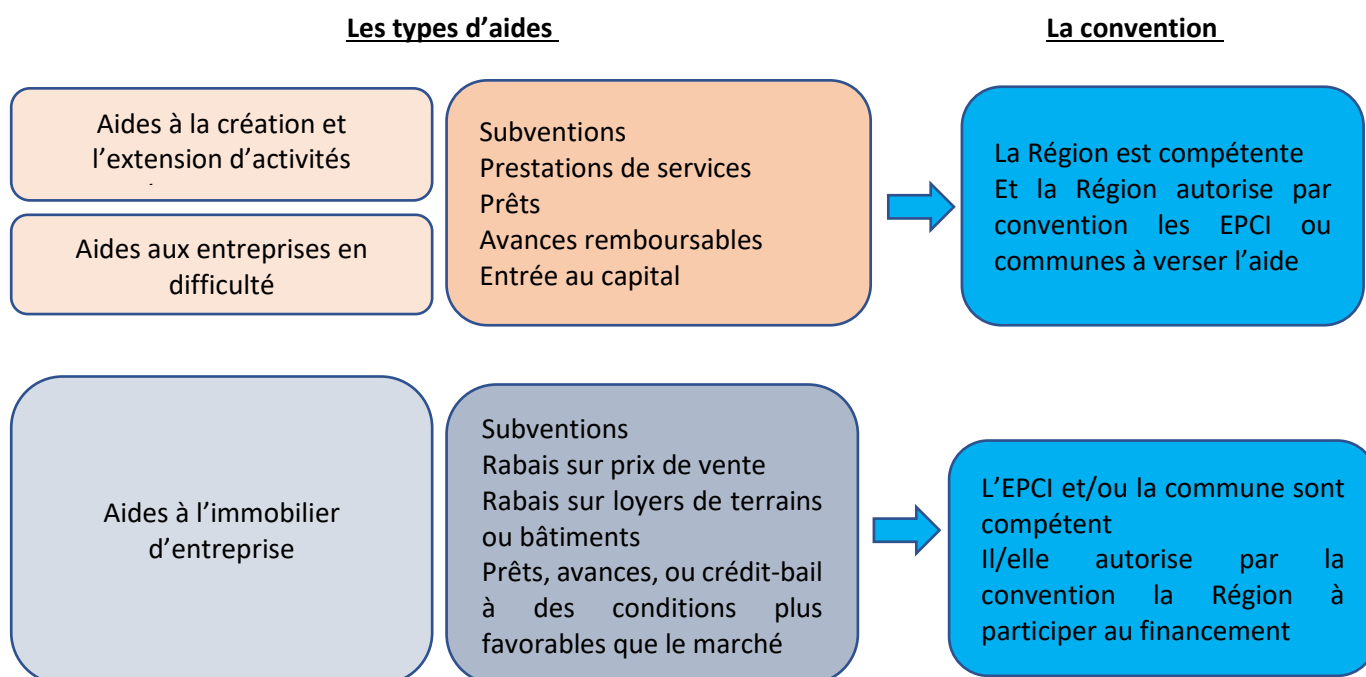 Les types d’aides
La convention
Aides à la création et
l’extension d’activités
Aides aux entreprises en
difficulté
Subventions
Prestations de services
Prêts
Avances remboursables
Entrée au capital
La Région est compétente
Et la Région autorise par
convention les EPCI ou
communes à verser l’aide
Aides à l’immobilier
d’entreprise
Subventions
Rabais sur prix de vente
Rabais sur loyers de terrains
ou bâtiments
Prêts, avances, ou crédit-bail
à des conditions plus
favorables que le marché
L’EPCI et/ou la commune sont
compétent
Il/elle autorise par la
convention la Région à
participer au financement